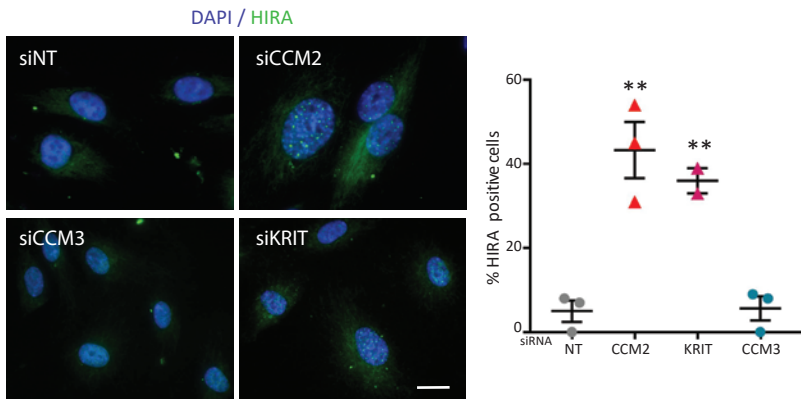 DAPI / HIRA
siNT
siCCM2
siCCM3
siKRIT
% HIRA positive cells
60
40
20
0
**
**
siRNA
NT
CCM2
KRIT
CCM3